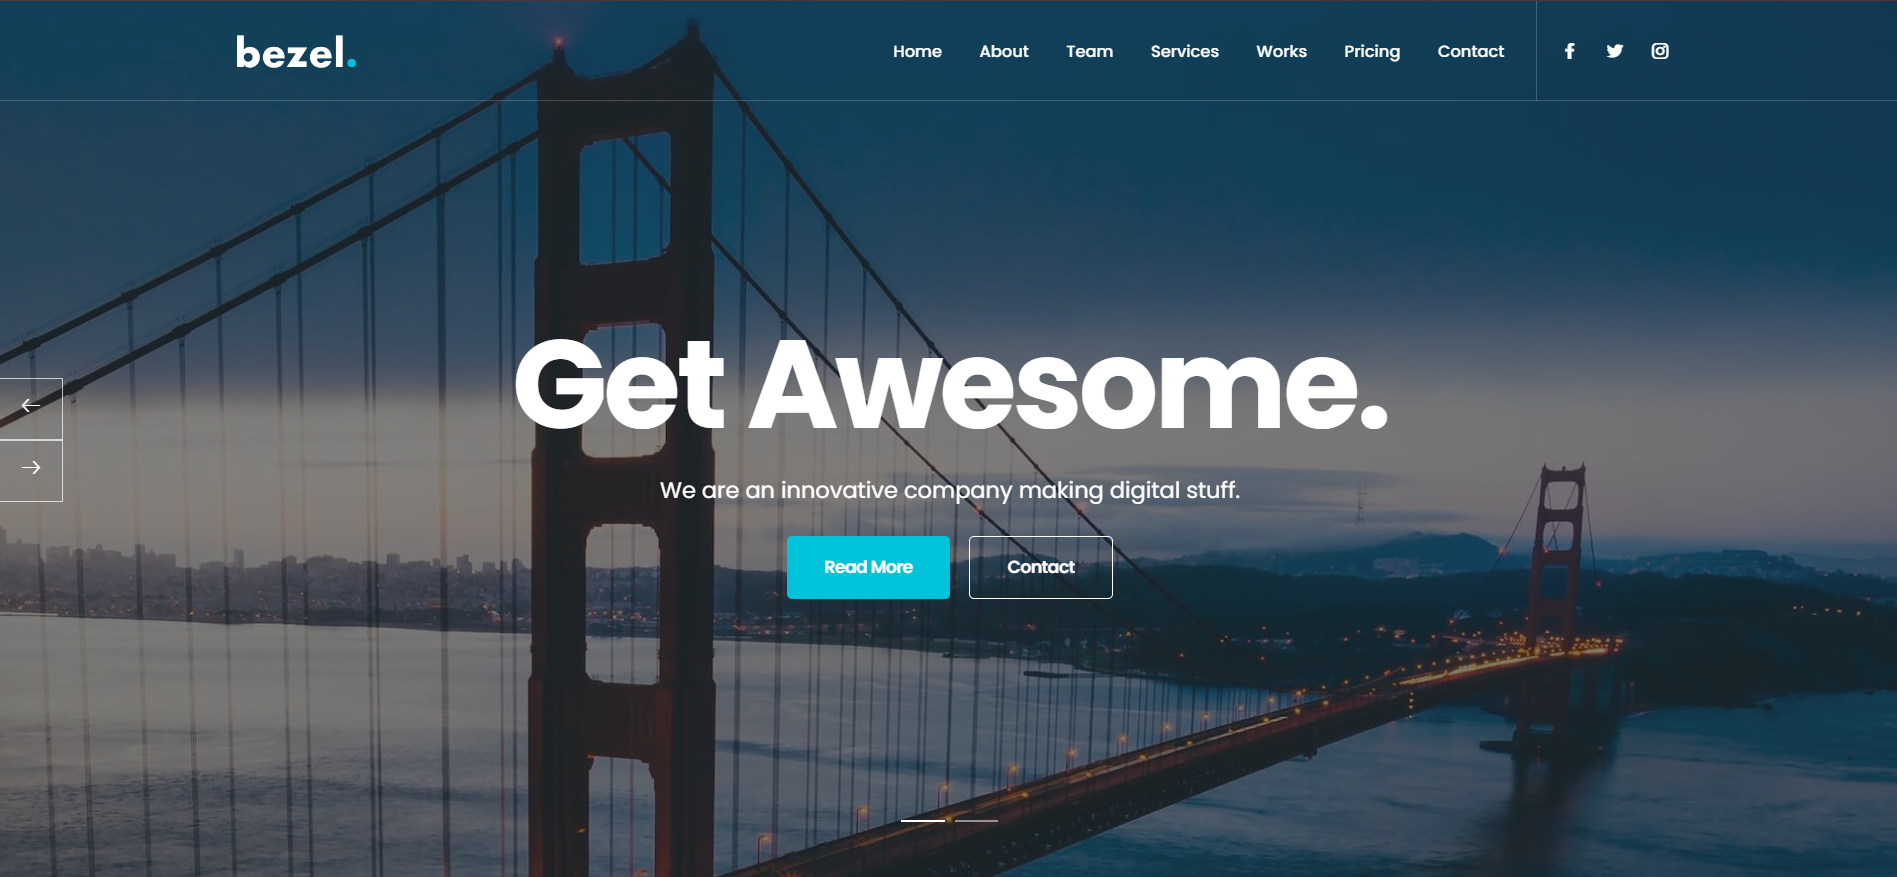 bezel.
Home About Team Services Works Pricing Contact
Get Awesome.
We are an innovative company making digital stuff.
Read More Contact